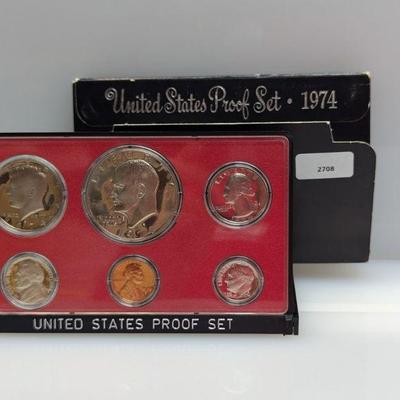 United States Proof Set · 1974
2708
UNITED STATES PROOF SET